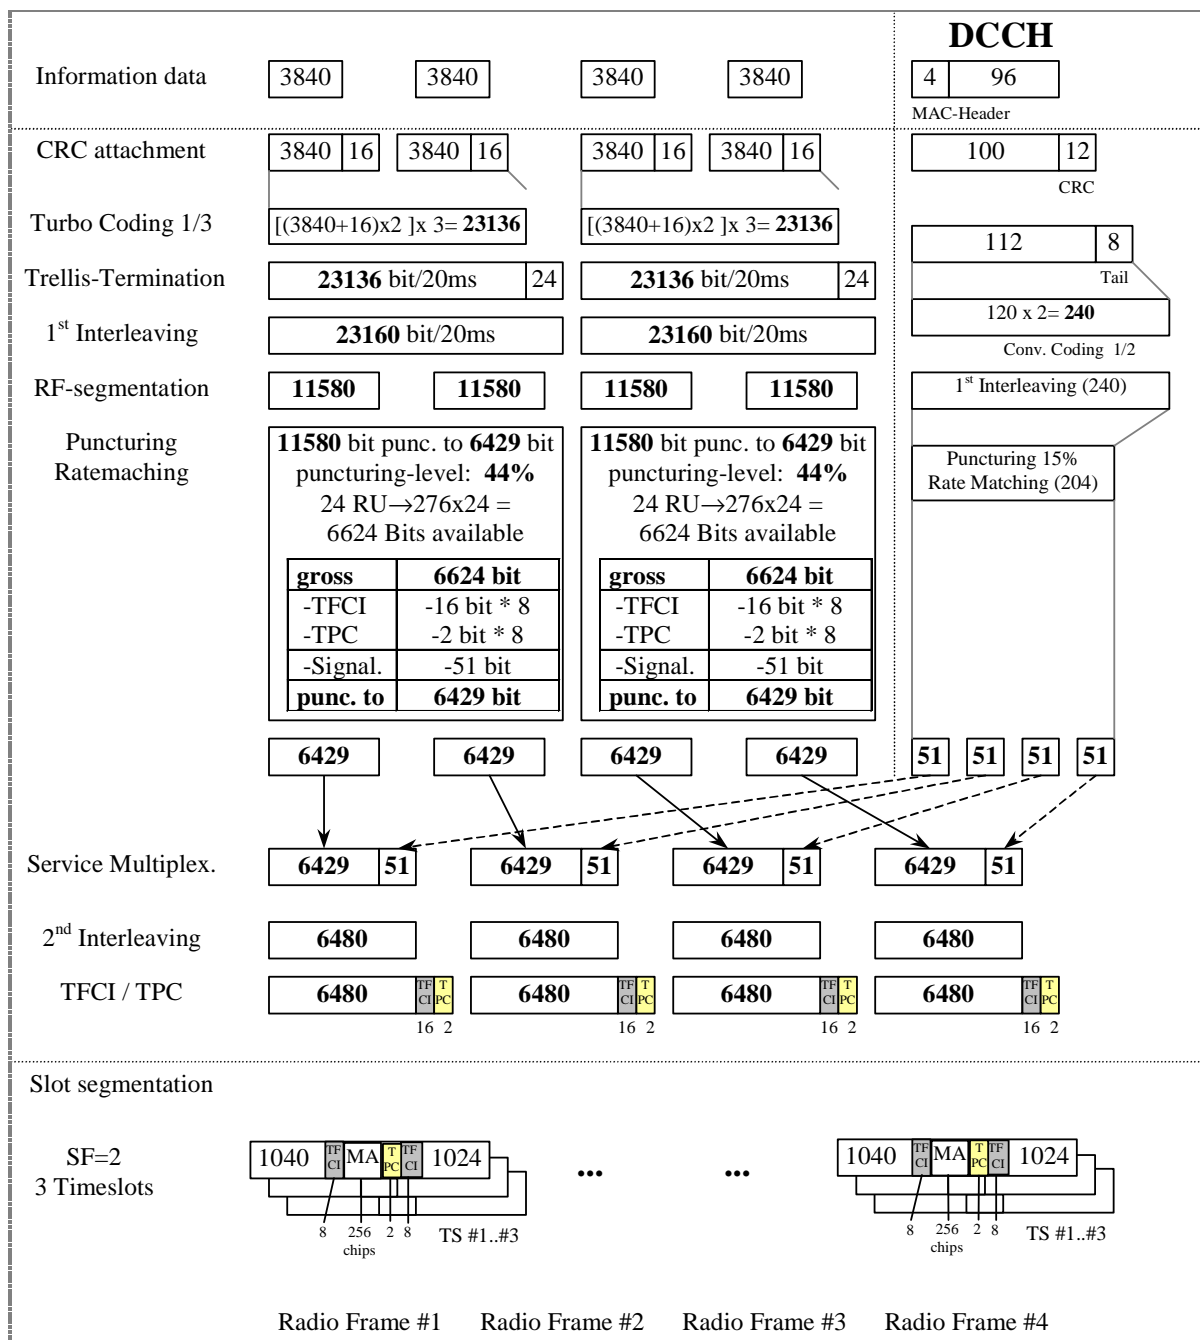 DCCH
Information data 3840 3840 3840 3840 4 96
MAC-Header
CRC attachment 3840 16 3840 16 3840 16 3840 16 100 12
CRC
Turbo Coding 1/3 [(3840+16)x2 ]x 3= 23136 [(3840+16)x2 ]x 3= 23136 112 8
Tail
Trellis-Termination 23136 bit/20ms 24 23136 bit/20ms 24
120 x 2= 240
1st Interleaving 23160 bit/20ms 23160 bit/20ms
Conv. Coding 1/2
RF-segmentation 11580 11580 11580 11580 1st Interleaving (240)
Puncturing
Ratemaching
11580 bit punc. to 6429 bit
puncturing-level: 44%
24 RU→276x24 =
6624 Bits available
gross 6624 bit
-TFCI -16 bit * 8
-TPC -2 bit * 8
-Signal. -51 bit
punc. to 6429 bit
11580 bit punc. to 6429 bit
puncturing-level: 44%
24 RU→276x24 =
6624 Bits available
gross 6624 bit
-TFCI -16 bit * 8
-TPC -2 bit * 8
-Signal. -51 bit
punc. to 6429 bit
Puncturing 15%
Rate Matching (204)
6429 6429 6429 6429 51 51 51 51
Service Multiplex. 6429 51 6429 51 6429 51 6429 51
2nd Interleaving 6480 6480 6480 6480
TFCI / TPC 6480 TF CI T PC 6480 TF CI T PC 6480 TF CI T PC 6480 TF CI T PC
16 2 16 2 16 2 16 2
Slot segmentation
SF=2
3 Timeslots
1040 TF CI MA T PC TF CI 1024 ... ... 1040 TF CI MA T PC TF CI 1024
8 256 2 8 TS #1..#3 8 256 2 8 TS #1..#3
chips chips
Radio Frame #1 Radio Frame #2 Radio Frame #3 Radio Frame #4